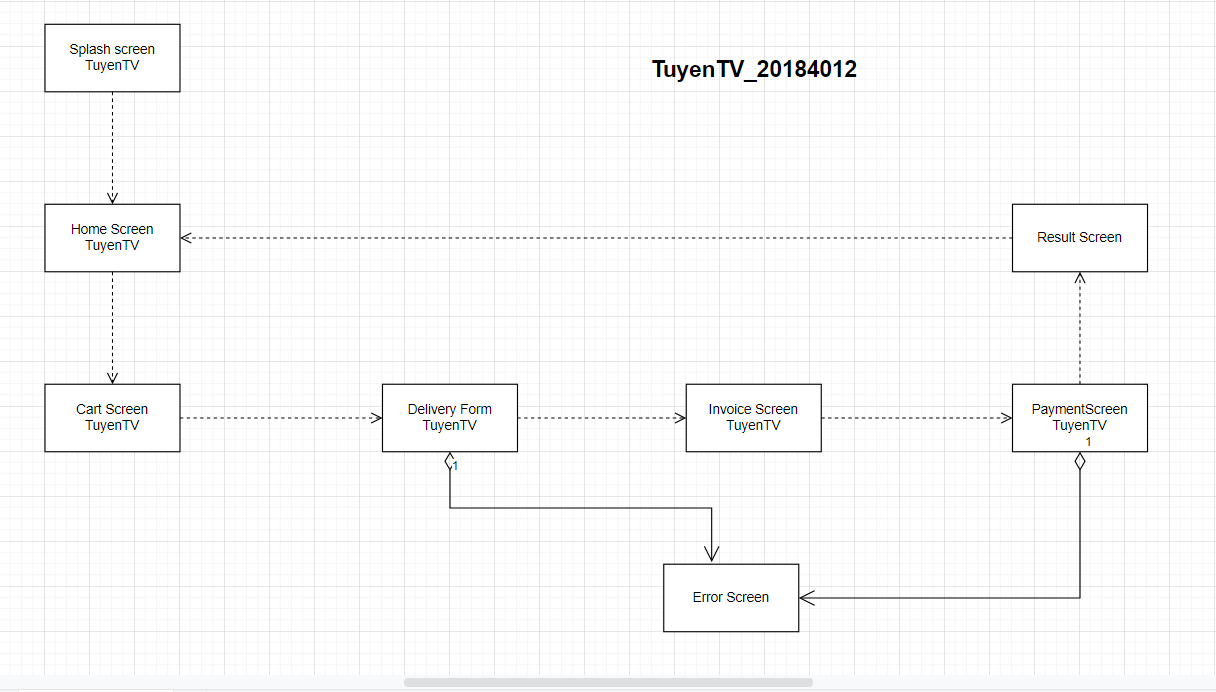 Splash screen
TuyenTV
TuyenTV_20184012
Home Screen
TuyenTV
Result Screen
Cart Screen
TuyenTV
Delivery Form
TuyenTV
Invoice Screen
TuyenTV
PaymentScreen
TuyenTV
1
1
Error Screen